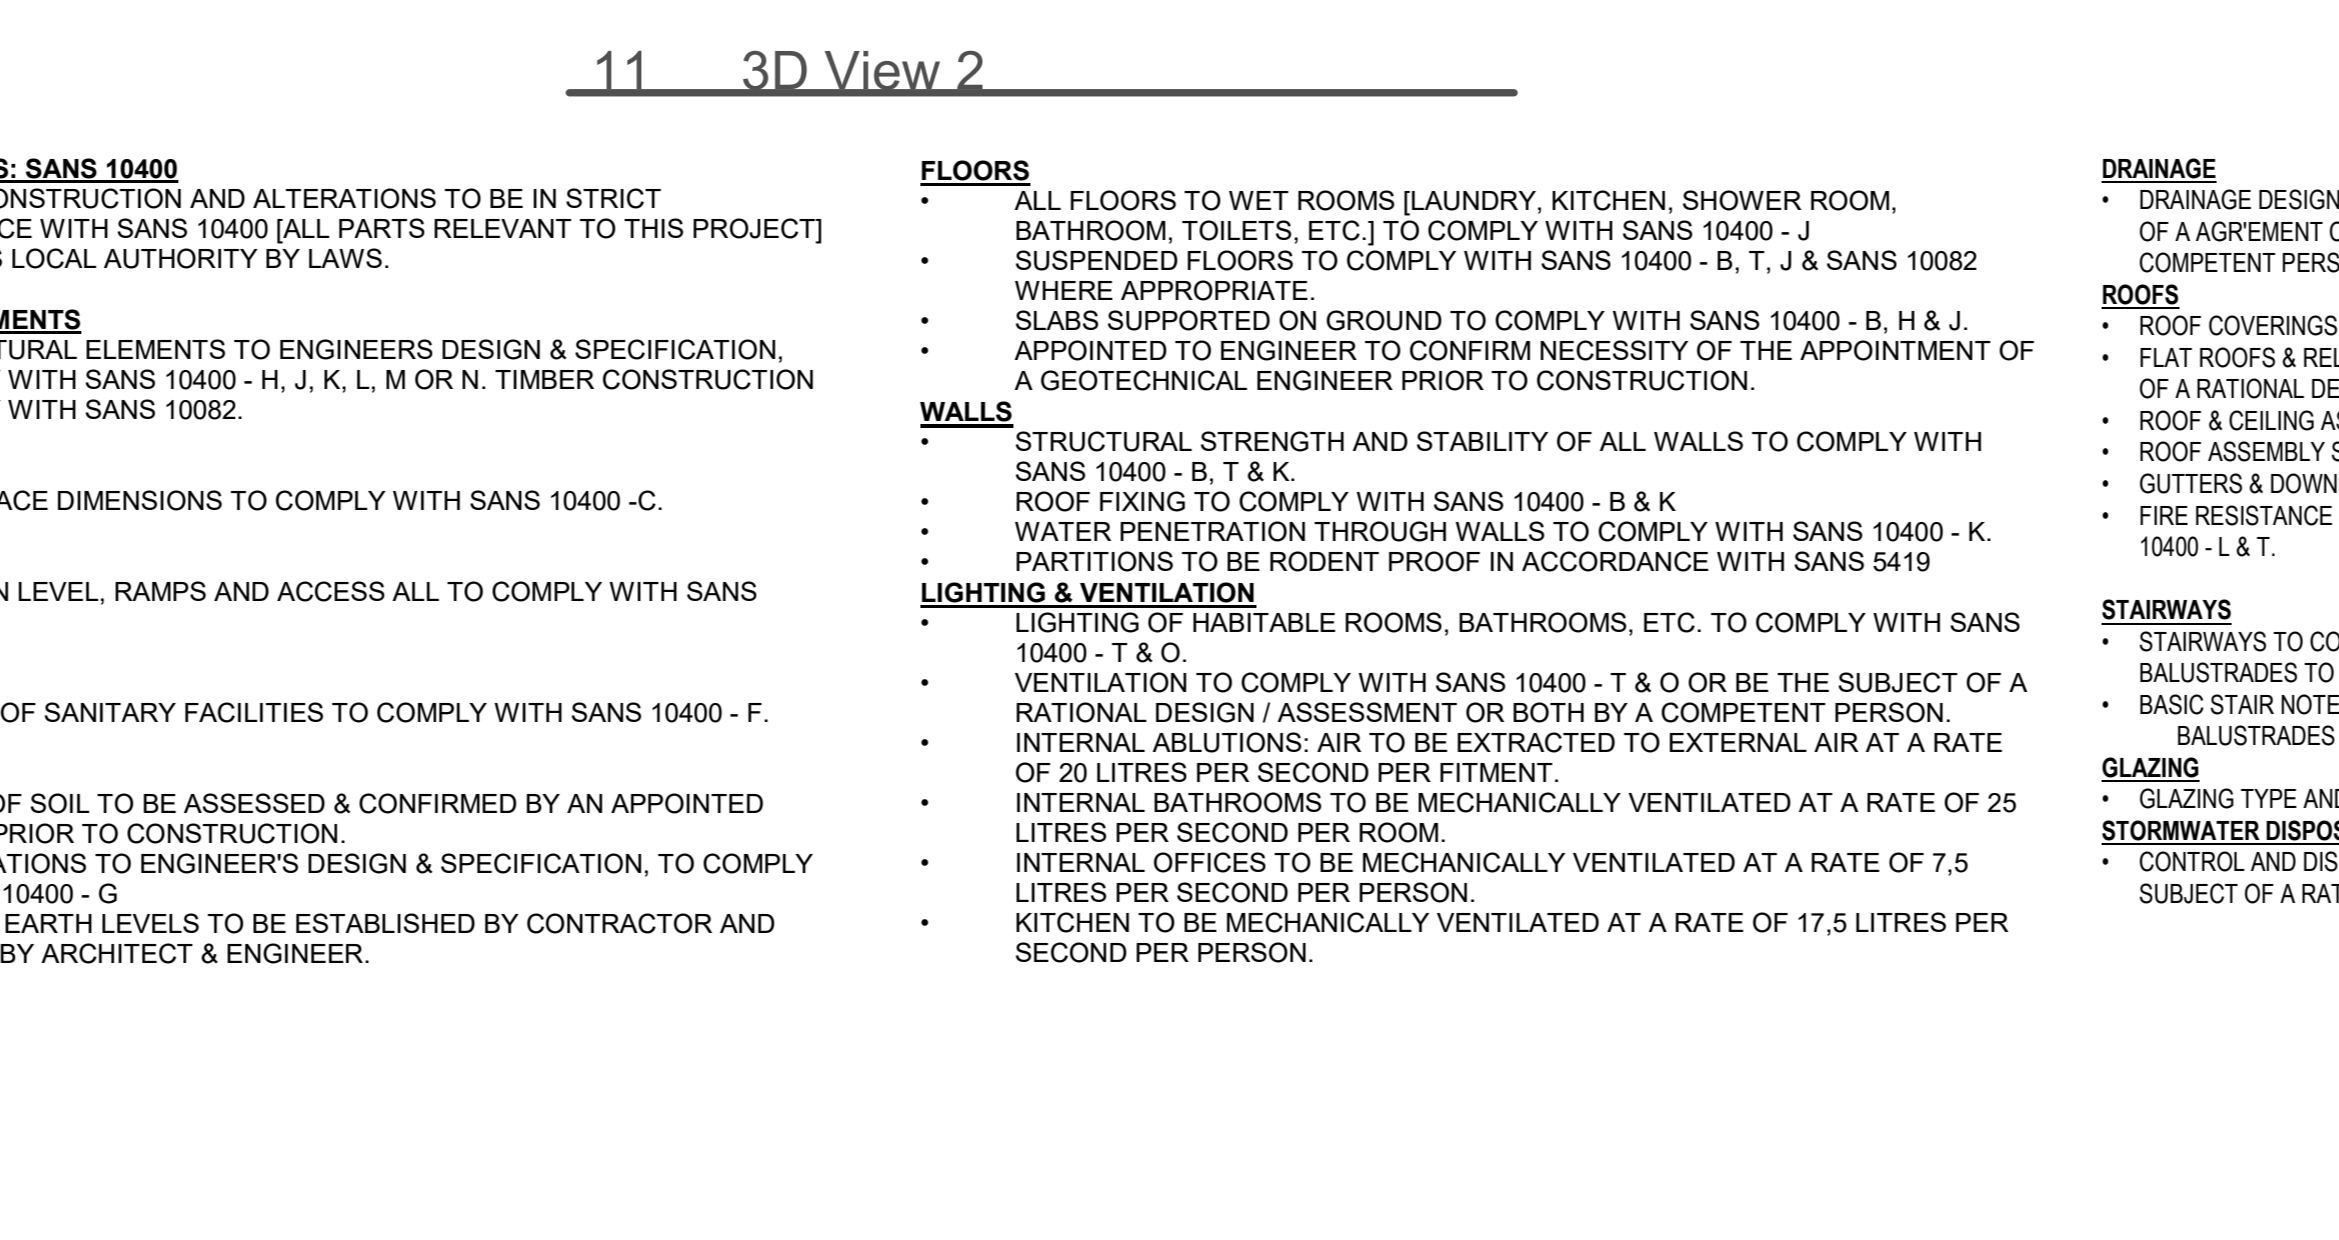 11 3D View 2
S: SANS 10400
ONSTRUCTION AND ALTERATIONS TO BE IN STRICT
CE WITH SANS 10400 [ALL PARTS RELEVANT TO THIS PROJECT]
S LOCAL AUTHORITY BY LAWS.
MENTS
TURAL ELEMENTS TO ENGINEERS DESIGN & SPECIFICATION,
WITH SANS 10400 - H, J, K, L, M OR N. TIMBER CONSTRUCTION
WITH SANS 10082.
ACE DIMENSIONS TO COMPLY WITH SANS 10400 -C.
N LEVEL, RAMPS AND ACCESS ALL TO COMPLY WITH SANS
OF SANITARY FACILITIES TO COMPLY WITH SANS 10400 - F.
OF SOIL TO BE ASSESSED & CONFIRMED BY AN APPOINTED
PRIOR TO CONSTRUCTION.
ATIONS TO ENGINEER'S DESIGN & SPECIFICATION, TO COMPLY
10400 - G
EARTH LEVELS TO BE ESTABLISHED BY CONTRACTOR AND
BY ARCHITECT & ENGINEER.
FLOORS
• ALL FLOORS TO WET ROOMS [LAUNDRY, KITCHEN, SHOWER ROOM,
BATHROOM, TOILETS, ETC.] TO COMPLY WITH SANS 10400 - J
• SUSPENDED FLOORS TO COMPLY WITH SANS 10400 - B, T, J & SANS 10082
WHERE APPROPRIATE.
• SLABS SUPPORTED ON GROUND TO COMPLY WITH SANS 10400 - B, H & J.
• APPOINTED TO ENGINEER TO CONFIRM NECESSITY OF THE APPOINTMENT OF
A GEOTECHNICAL ENGINEER PRIOR TO CONSTRUCTION.
WALLS
• STRUCTURAL STRENGTH AND STABILITY OF ALL WALLS TO COMPLY WITH
SANS 10400 - B, T & K.
• ROOF FIXING TO COMPLY WITH SANS 10400 - B & K
• WATER PENETRATION THROUGH WALLS TO COMPLY WITH SANS 10400 - K.
• PARTITIONS TO BE RODENT PROOF IN ACCORDANCE WITH SANS 5419
LIGHTING & VENTILATION
• LIGHTING OF HABITABLE ROOMS, BATHROOMS, ETC. TO COMPLY WITH SANS
10400 - T & O.
• VENTILATION TO COMPLY WITH SANS 10400 - T & O OR BE THE SUBJECT OF A
RATIONAL DESIGN / ASSESSMENT OR BOTH BY A COMPETENT PERSON.
• INTERNAL ABLUTIONS: AIR TO BE EXTRACTED TO EXTERNAL AIR AT A RATE
OF 20 LITRES PER SECOND PER FITMENT.
• INTERNAL BATHROOMS TO BE MECHANICALLY VENTILATED AT A RATE OF 25
LITRES PER SECOND PER ROOM.
• INTERNAL OFFICES TO BE MECHANICALLY VENTILATED AT A RATE OF 7,5
LITRES PER SECOND PER PERSON.
• KITCHEN TO BE MECHANICALLY VENTILATED AT A RATE OF 17,5 LITRES PER
SECOND PER PERSON.
DRAINAGE
• DRAINAGE DESIGN
OF A AGR'EMENT C
COMPETENT PERS
ROOFS
• ROOF COVERINGS
• FLAT ROOFS & REL
OF A RATIONAL DE
• ROOF & CEILING AS
• ROOF ASSEMBLY S
• GUTTERS & DOWN
• FIRE RESISTANCE
10400 - L & T.
STAIRWAYS
• STAIRWAYS TO CO
BALUSTRADES TO
• BASIC STAIR NOTE
BALUSTRADES
GLAZING
• GLAZING TYPE AND
STORMWATER DISPOS
• CONTROL AND DIS
SUBJECT OF A RAT